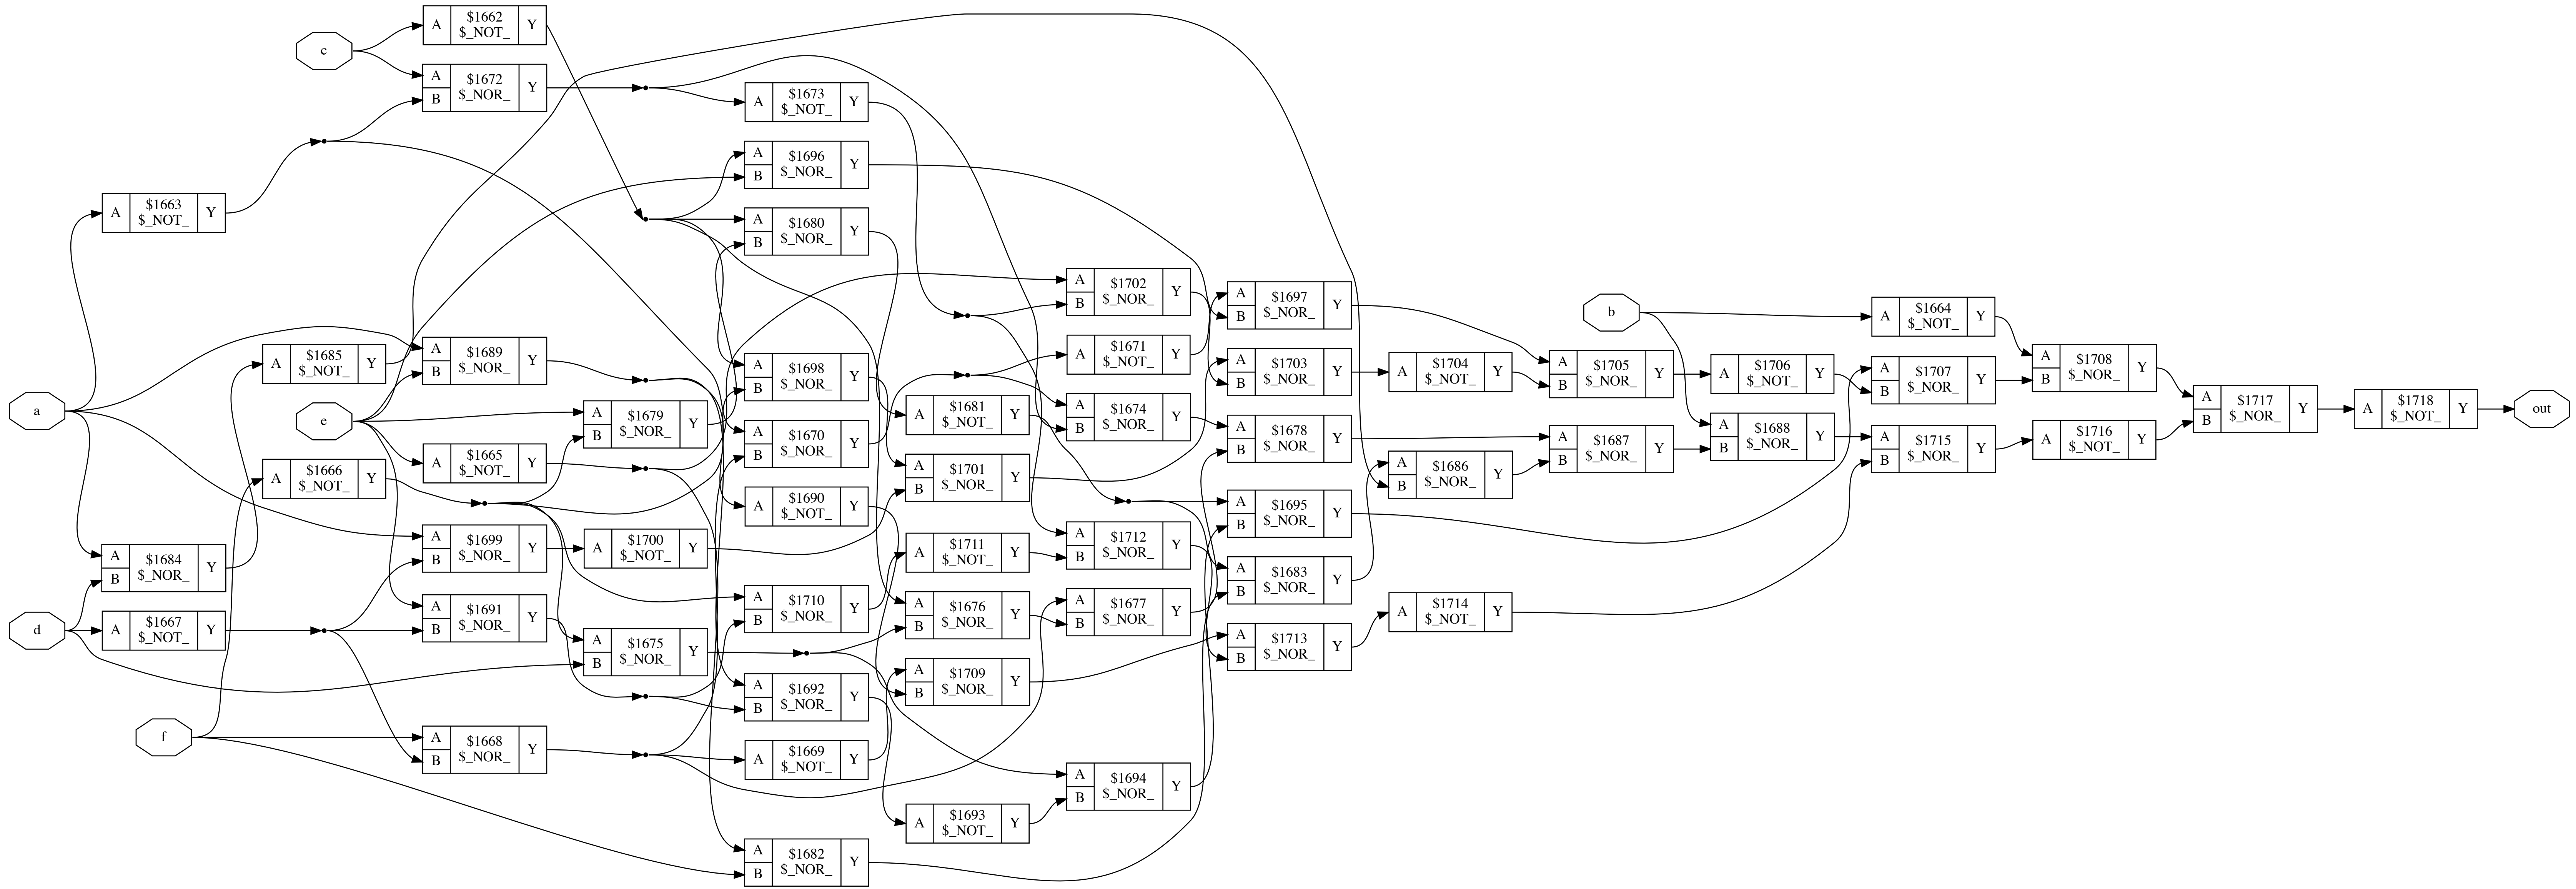 c
A $1662 $_NOT_ Y
A B $1672 $_NOR_ Y
A $1673 $_NOT_ Y
A B $1696 $_NOR_ Y
A $1663 $_NOT_ Y
A B $1680 $_NOR_ Y
A B $1702 $_NOR_ Y
A B $1697 $_NOR_ Y
b
A $1664 $_NOT_ Y
A $1685 $_NOT_ Y
A B $1689 $_NOR_ Y
A B $1698 $_NOR_ Y
A $1671 $_NOT_ Y
A B $1703 $_NOR_ Y
A $1704 $_NOT_ Y
A B $1705 $_NOR_ Y
A $1706 $_NOT_ Y
A B $1707 $_NOR_ Y
A B $1708 $_NOR_ Y
a
e
A B $1679 $_NOR_ Y
A $1681 $_NOT_ Y
A B $1674 $_NOR_ Y
A B $1717 $_NOR_ Y
A $1718 $_NOT_ Y
out
A $1666 $_NOT_ Y
A $1665 $_NOT_ Y
A B $1670 $_NOR_ Y
A B $1701 $_NOR_ Y
A B $1678 $_NOR_ Y
A B $1686 $_NOR_ Y
A B $1687 $_NOR_ Y
A B $1688 $_NOR_ Y
A B $1715 $_NOR_ Y
A $1716 $_NOT_ Y
A $1690 $_NOT_ Y
A B $1695 $_NOR_ Y
A B $1684 $_NOR_ Y
A B $1699 $_NOR_ Y
A $1700 $_NOT_ Y
A $1711 $_NOT_ Y
A B $1712 $_NOR_ Y
A B $1683 $_NOR_ Y
d
A $1667 $_NOT_ Y
A B $1691 $_NOR_ Y
A B $1675 $_NOR_ Y
A B $1710 $_NOR_ Y
A B $1676 $_NOR_ Y
A B $1677 $_NOR_ Y
A B $1713 $_NOR_ Y
A $1714 $_NOT_ Y
A B $1692 $_NOR_ Y
A B $1709 $_NOR_ Y
f
A B $1668 $_NOR_ Y
A $1669 $_NOT_ Y
A $1693 $_NOT_ Y
A B $1694 $_NOR_ Y
A B $1682 $_NOR_ Y